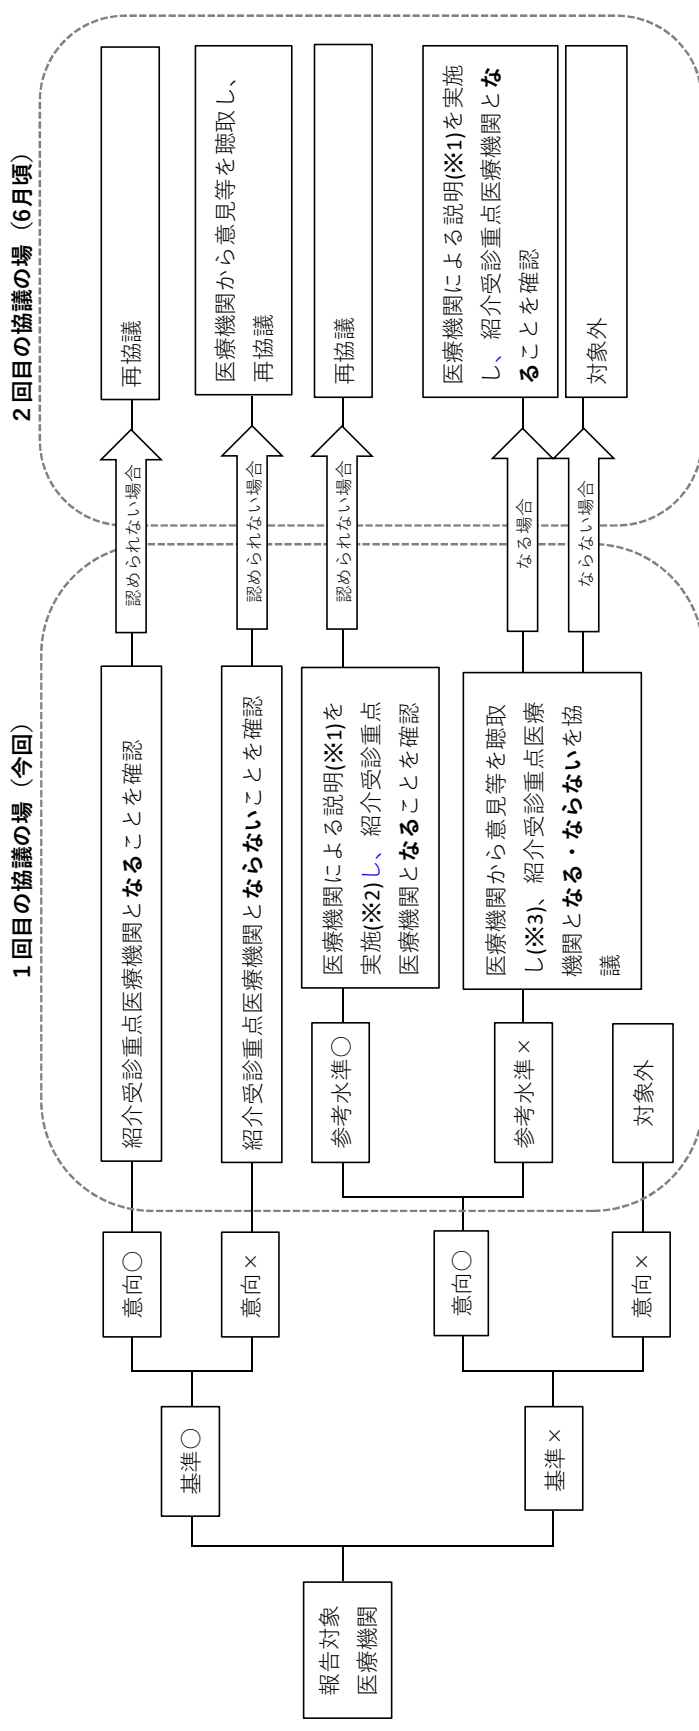 1回目の協議の場（今回）
2回目の協議の場（6月頃）
報告対象
医療機関
基準〇
基準×
意向〇
意向×
意向〇
意向×
参考水準〇
参考水準×
対象外
紹介受診重点医療機関となることを確認
紹介受診重点医療機関とならないことを確認
医療機関による説明(※1)を
実施(※2)し、紹介受診重点
医療機関となることを確認
医療機関から意見等を聴取
し(※3)、紹介受診重点医療
機関となる・ならないを協
議
認められない場合
認められない場合
認められない場合
なる場合
ならない場合
再協議
医療機関から意見等を聴取し、
再協議
再協議
医療機関による説明(※1)を実施
し、紹介受診重点医療機関とな
ることを確認
対象外